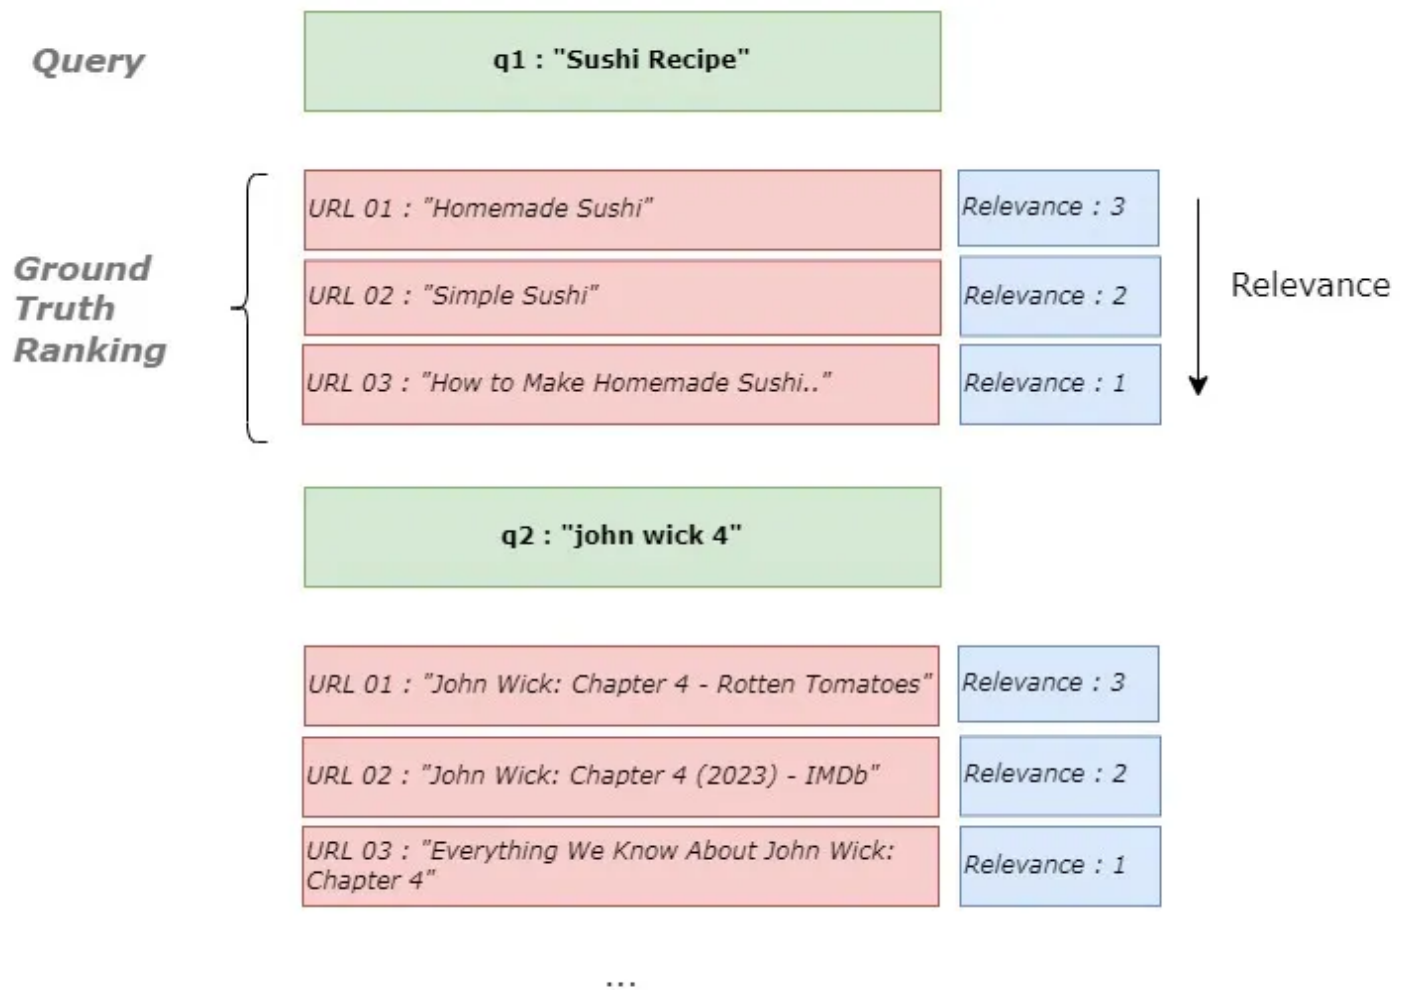 Query
q1 : "Sushi Recipe"
Ground
Truth
Ranking
URL 01 : "Homemade Sushi"
Relevance : 3
URL 02 : "Simple Sushi"
Relevance : 2
URL 03 : "How to Make Homemade Sushi.."
Relevance : 1
Relevance
q2 : "john wick 4"
URL 01 : "John Wick: Chapter 4 - Rotten Tomatoes"
Relevance : 3
URL 02 : "John Wick: Chapter 4 (2023) - IMDb"
Relevance : 2
URL 03 : "Everything We Know About John Wick:
Chapter 4"
Relevance : 1
...